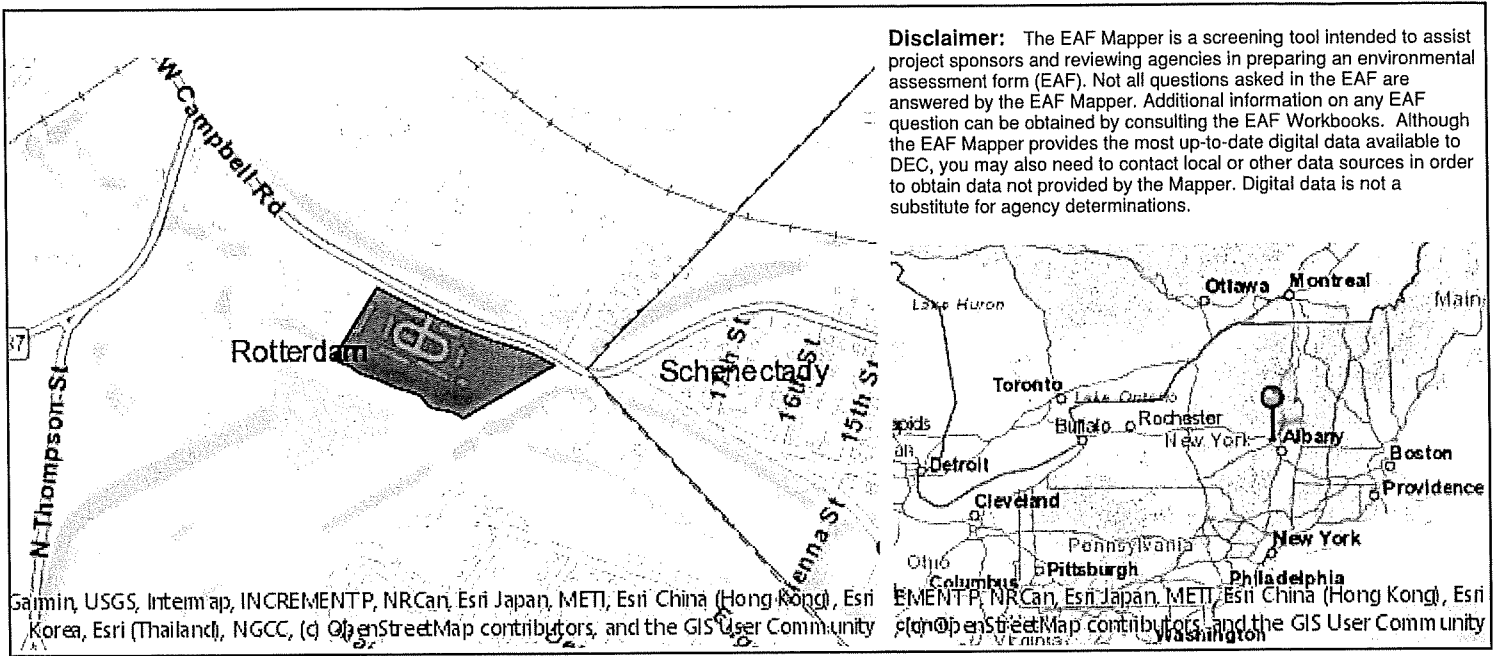 Disclaimer: The EAF Mapper is a screening tool intended to assist
project sponsors and reviewing agencies in preparing an environmental
assessment form (EAF). Not all questions asked in the EAF are
answered by the EAF Mapper. Additional information on any EAF
question can be obtained by consulting the EAF Workbooks. Although
the EAF Mapper provides the most up-to-date digital data available to
DEC, you may also need to contact local or other data sources in order
to obtain data not provided by the Mapper. Digital data is not a
substitute for agency determinations.
W Campbell Rd
Rotterdam
Schenectady
17th St
16th St
15th St
N Thompson St
Garmin, USGS, Intermap, INCREMENT P, NRCan, Esri Japan, METI, Esri China (Hong Kong), Esri
Korea, Esri (Thailand), NGCC, (c) OpenStreetMap contributors, and the GIS User Community
Ottawa
Montreal
Lake Huron
Main
Toronto
Lake Ontario
Buffalo
Rochester
New York
Albany
apids
Detroit
Boston
Providence
Cleveland
New York
Pennsylvania
Ohio
Pittsburgh
Columbus
Philadelphia
EMENT P, NRCan, Esri Japan, METI, Esri China (Hong Kong), Esri
OpenStreetMap contributors, and the GIS User Community
Washington